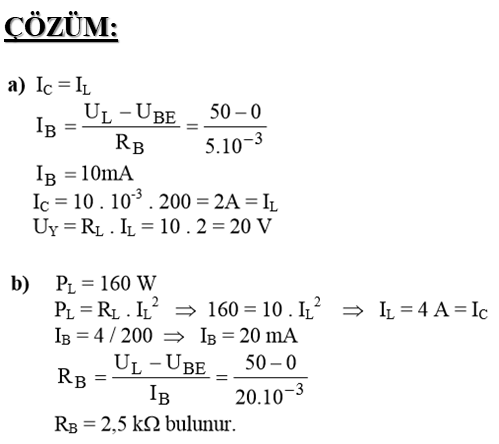 ÇÖZÜM:
a) I_C = I_L
I_B = (U_L – U_BE) / R_B = (50 – 0) / (5.10^-3)
I_B = 10mA
I_C = 10 . 10^-3 . 200 = 2A = I_L
U_Y = R_L . I_L = 10 . 2 = 20 V
b) P_L = 160 W
P_L = R_L . I_L^2 ⇒ 160 = 10 . I_L^2 ⇒ I_L = 4 A = I_C
I_B = 4 / 200 ⇒ I_B = 20 mA
R_B = (U_L – U_BE) / I_B = (50 – 0) / (20.10^-3)
R_B = 2,5 kΩ bulunur.